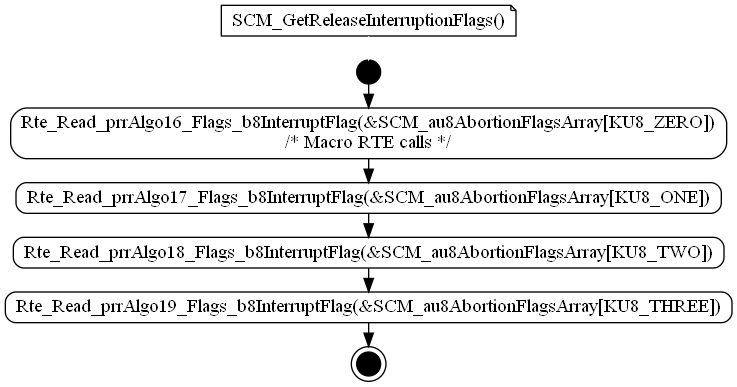 SCM_GetReleaseInterruptionFlags()
Rte_Read_prrAlgo16_Flags_b8InterruptFlag(&SCM_au8AbortionFlagsArray[KU8_ZERO])
/* Macro RTE calls */
Rte_Read_prrAlgo17_Flags_b8InterruptFlag(&SCM_au8AbortionFlagsArray[KU8_ONE])
Rte_Read_prrAlgo18_Flags_b8InterruptFlag(&SCM_au8AbortionFlagsArray[KU8_TWO])
Rte_Read_prrAlgo19_Flags_b8InterruptFlag(&SCM_au8AbortionFlagsArray[KU8_THREE])